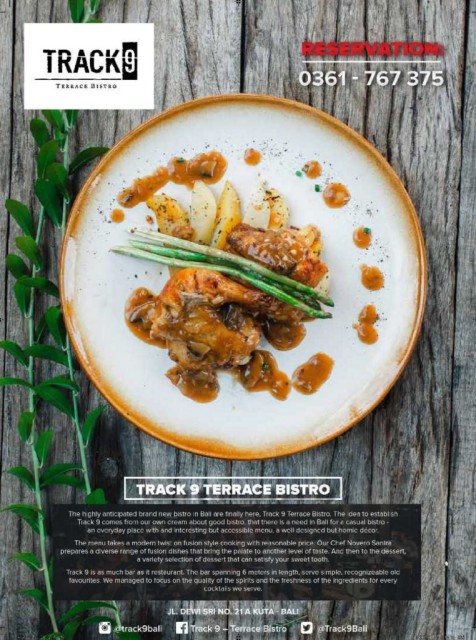 TRACK 9
TERRACE BISTRO
RESERVATION:
0361 - 767 375
TRACK 9 TERRACE BISTRO
The highly anticipated brand new bistro in Bali are finally here, Track 9 Terrace Bistro. The idea to establish
Track 9 comes from our own cream about good bistro, that there is a need in Bali for a casual bistro -
an everyday place with and interesting but accessible menu, a well designed but homic décor.
The menu takes a modern twist on fusion style cooking with reasonable price. Our Chef Novero Santra
prepares a diverse range of fusion dishes that bring the palate to another level of taste. And then to the dessert,
a variety selection of dessert that can satisfy your sweet tooth.
Track 9 is as much bar as it restaurant. The bar spanning 6 meters in length, serve simple, recognizeable old
favourites. We managed to focus on the quality of the spirits and the freshness of the ingredients for every
cocktails we serve.
JL. DEWI SRI NO. 21 A KUTA - BALI
@track9bali
Track 9 – Terrace Bistro
@Track9Bali